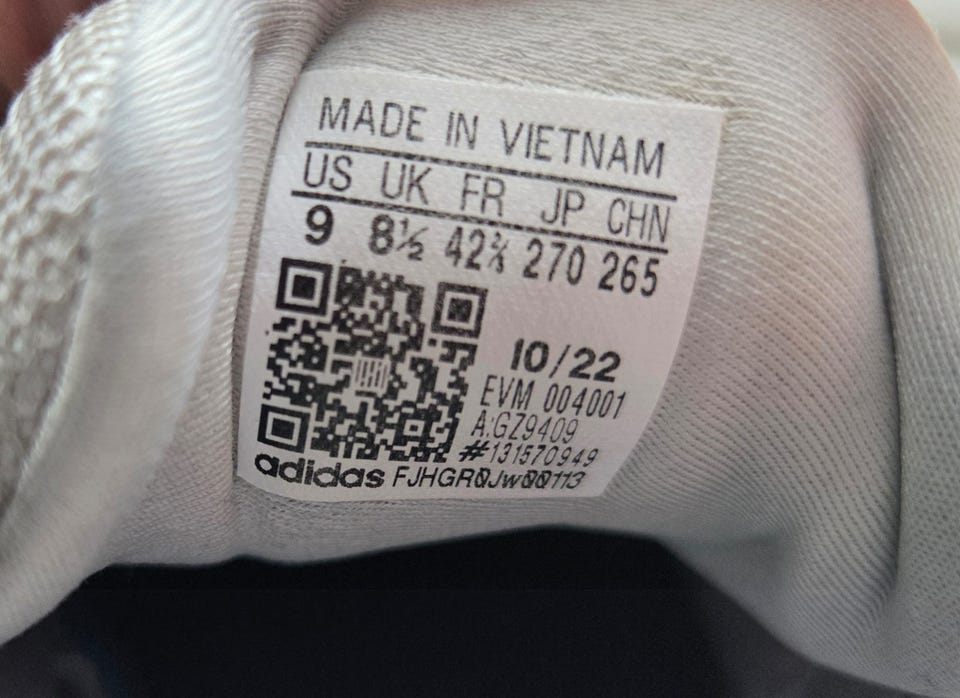 MADE IN VIETNAM
US UK FR JP CHN
9 8½ 42⅔ 270 265
10/22
EVM 004001
A:GZ9409
#131570949
adidas FJHGR0Jw00113